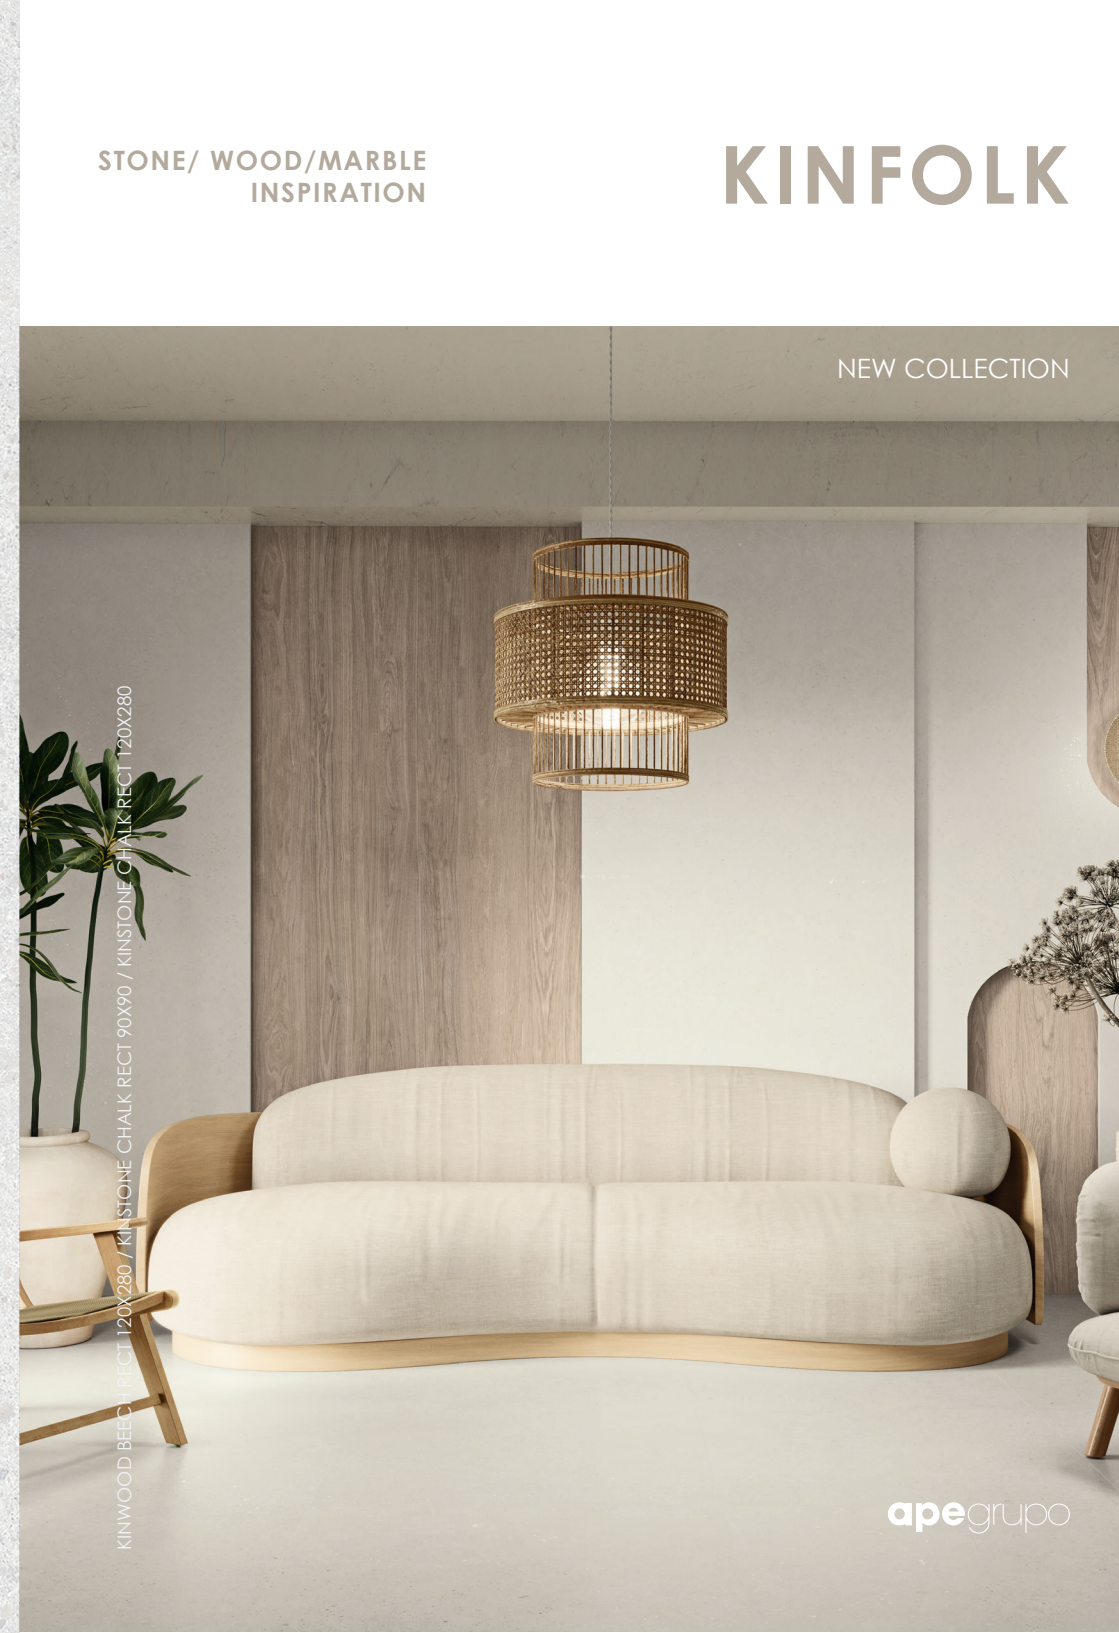 STONE/ WOOD/MARBLE
INSPIRATION
KINFOLK
NEW COLLECTION
KINWOOD BEECH RECT 120X280 / KINSTONE CHALK RECT 90X90 / KINSTONE CHALK RECT 120X280
apegrupo